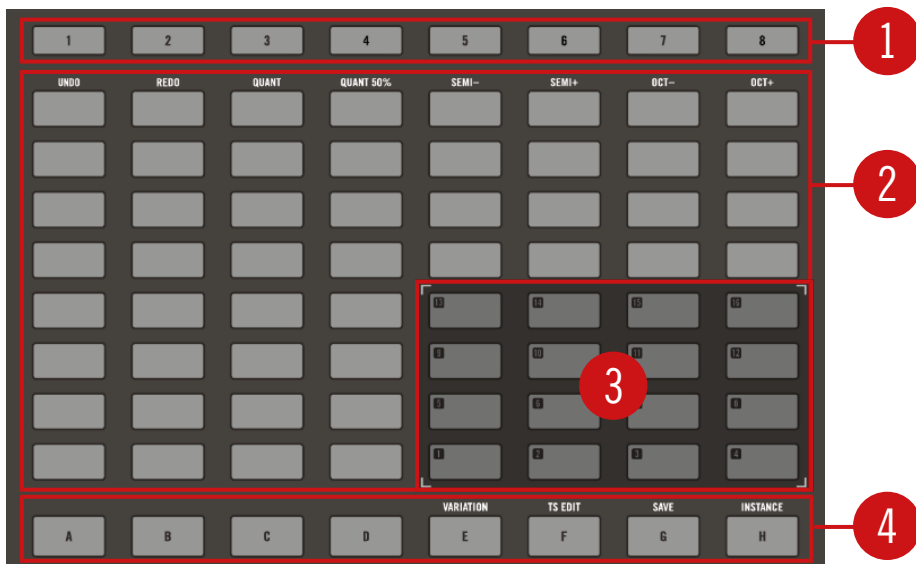 1 2 3 4 5 6 7 8 1
UNDO REDO QUANT QUANT 50% SEMI– SEMI+ OCT– OCT+
2
13 14 15 16
9 10 11 12
3
5 6 8
1 2 3 4
VARIATION TS EDIT SAVE INSTANCE
A B C D E F G H 4